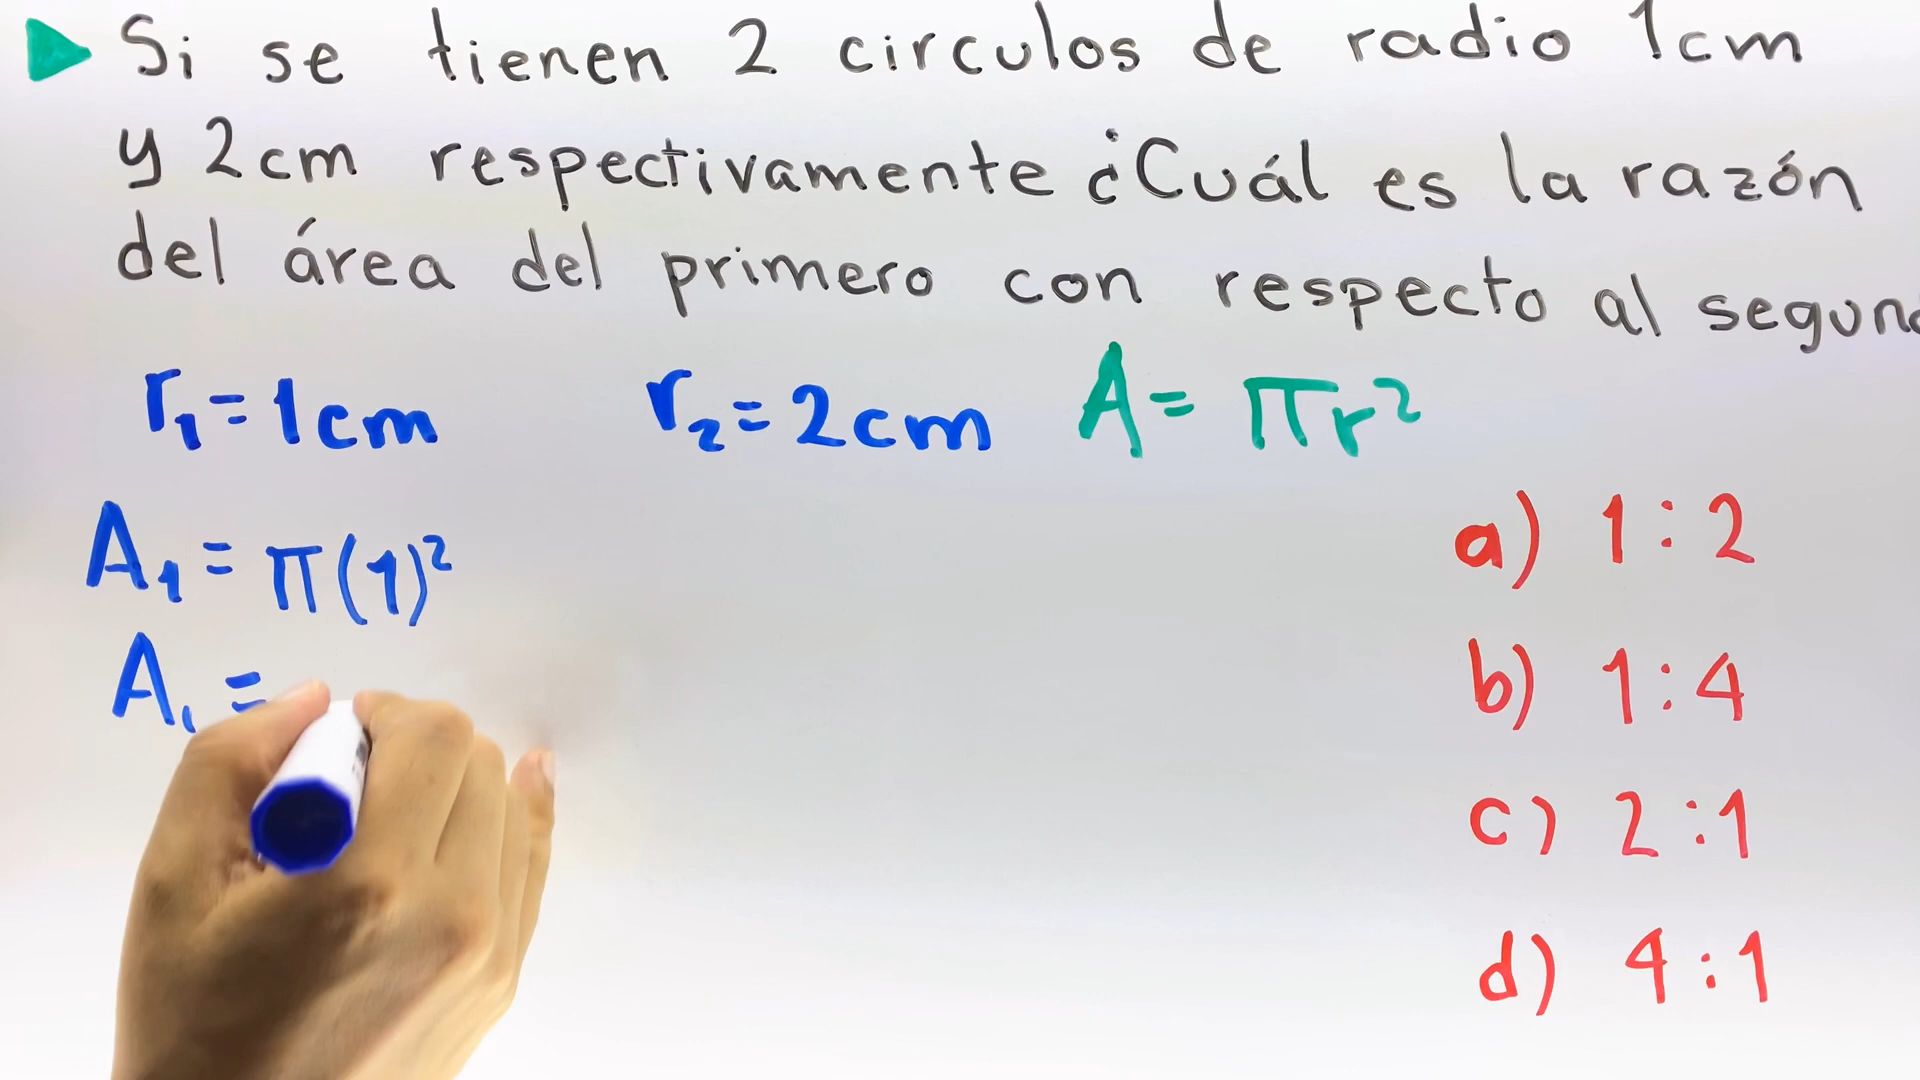 Si se tienen 2 circulos de radio 1cm
y 2cm respectivamente ¿Cuál es la razón
del área del primero con respecto al segun
r₁=1cm r₂=2cm A=πr²
A₁=π(1)²
a) 1:2
A₁=
b) 1:4
c) 2:1
d) 4:1